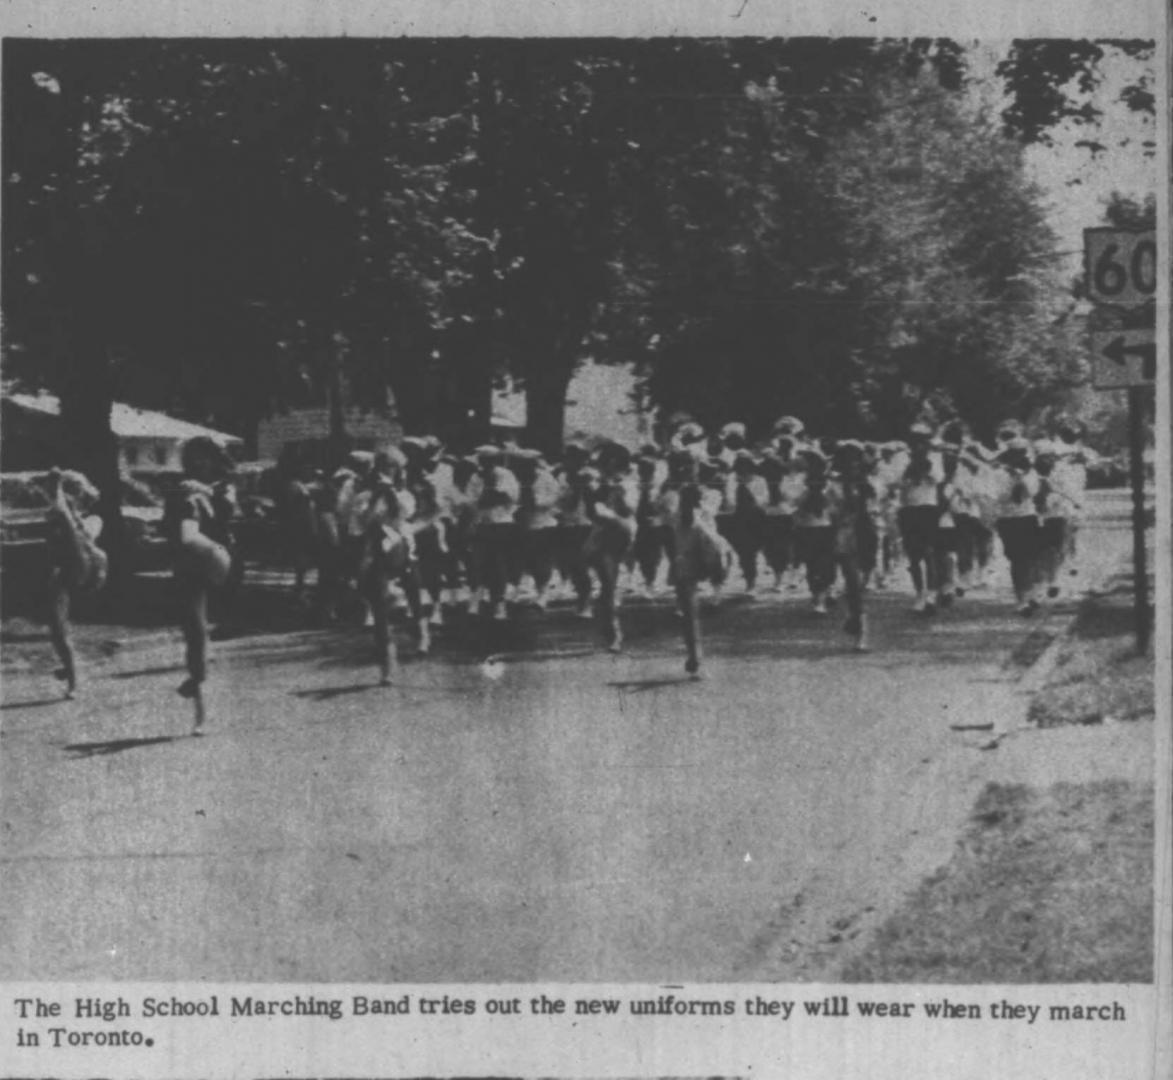 60
The High School Marching Band tries out the new uniforms they will wear when they march
in Toronto.